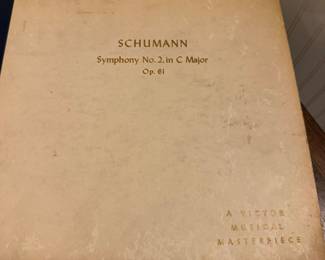 SCHUMANN
Symphony No. 2, in C Major
Op. 61
A VICTOR
MUSICAL
MASTERPIECE